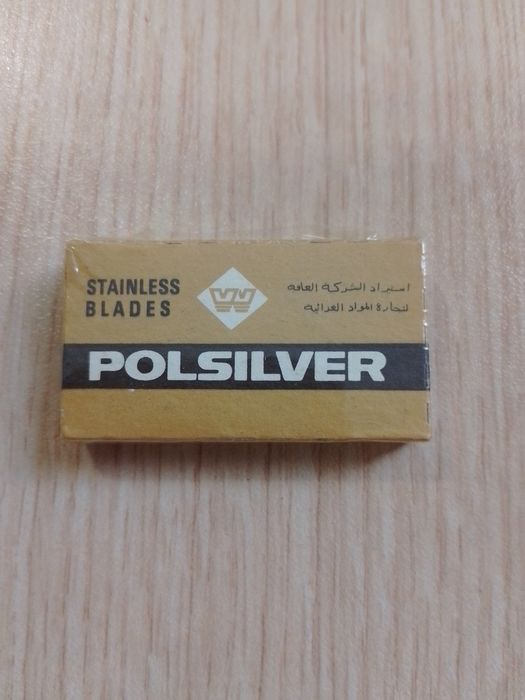 STAINLESS
BLADES
استيراد الشركة العامة
لتجارة المواد الغذائية
POLSILVER